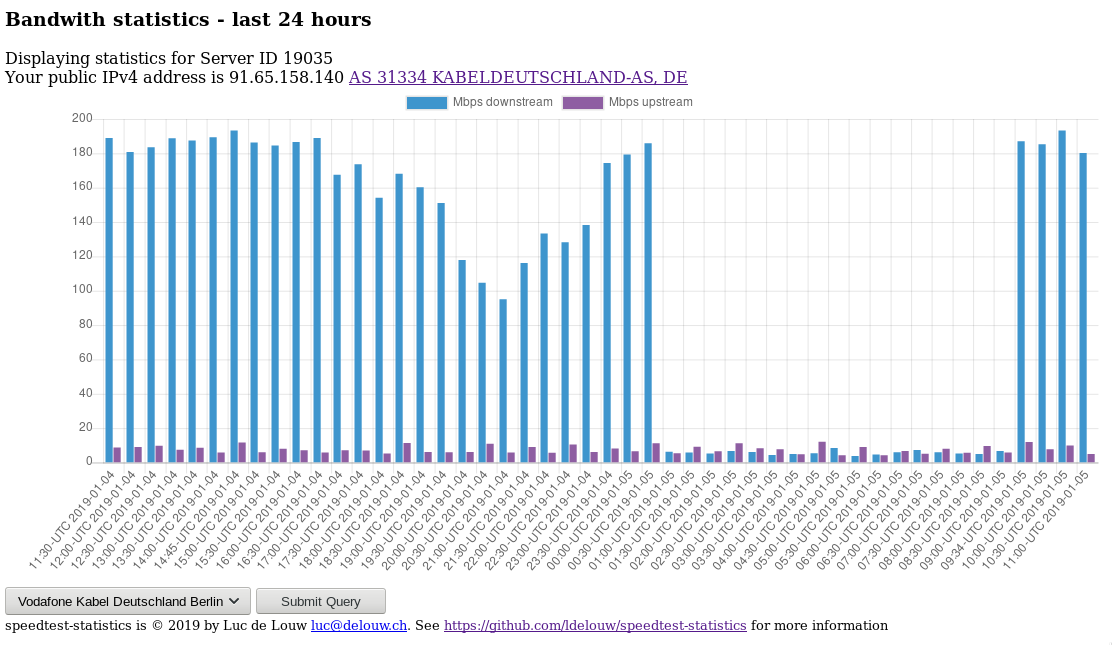 Bandwith statistics - last 24 hours
Displaying statistics for Server ID 19035
Your public IPv4 address is 91.65.158.140 AS 31334 KABELDEUTSCHLAND-AS, DE
Mbps downstream
Mbps upstream
200
180
160
140
120
100
80
60
40
20
0
11:30-UTC 2019-01-04
12:00-UTC 2019-01-04
12:30-UTC 2019-01-04
13:00-UTC 2019-01-04
13:30-UTC 2019-01-04
14:00-UTC 2019-01-04
14:45-UTC 2019-01-04
15:00-UTC 2019-01-04
15:30-UTC 2019-01-04
16:00-UTC 2019-01-04
16:30-UTC 2019-01-04
17:00-UTC 2019-01-04
17:30-UTC 2019-01-04
18:00-UTC 2019-01-04
18:30-UTC 2019-01-04
19:00-UTC 2019-01-04
19:30-UTC 2019-01-04
20:00-UTC 2019-01-04
20:30-UTC 2019-01-04
21:00-UTC 2019-01-04
21:30-UTC 2019-01-04
22:00-UTC 2019-01-04
22:30-UTC 2019-01-04
23:00-UTC 2019-01-04
23:30-UTC 2019-01-04
00:00-UTC 2019-01-05
00:30-UTC 2019-01-05
01:00-UTC 2019-01-05
01:30-UTC 2019-01-05
02:00-UTC 2019-01-05
02:30-UTC 2019-01-05
03:00-UTC 2019-01-05
03:30-UTC 2019-01-05
04:00-UTC 2019-01-05
04:30-UTC 2019-01-05
05:00-UTC 2019-01-05
05:30-UTC 2019-01-05
06:00-UTC 2019-01-05
06:30-UTC 2019-01-05
07:00-UTC 2019-01-05
07:30-UTC 2019-01-05
08:00-UTC 2019-01-05
08:30-UTC 2019-01-05
09:00-UTC 2019-01-05
09:34-UTC 2019-01-05
10:00-UTC 2019-01-05
10:30-UTC 2019-01-05
11:00-UTC 2019-01-05
Vodafone Kabel Deutschland Berlin
Submit Query
speedtest-statistics is © 2019 by Luc de Louw luc@delouw.ch. See https://github.com/ldelouw/speedtest-statistics for more information